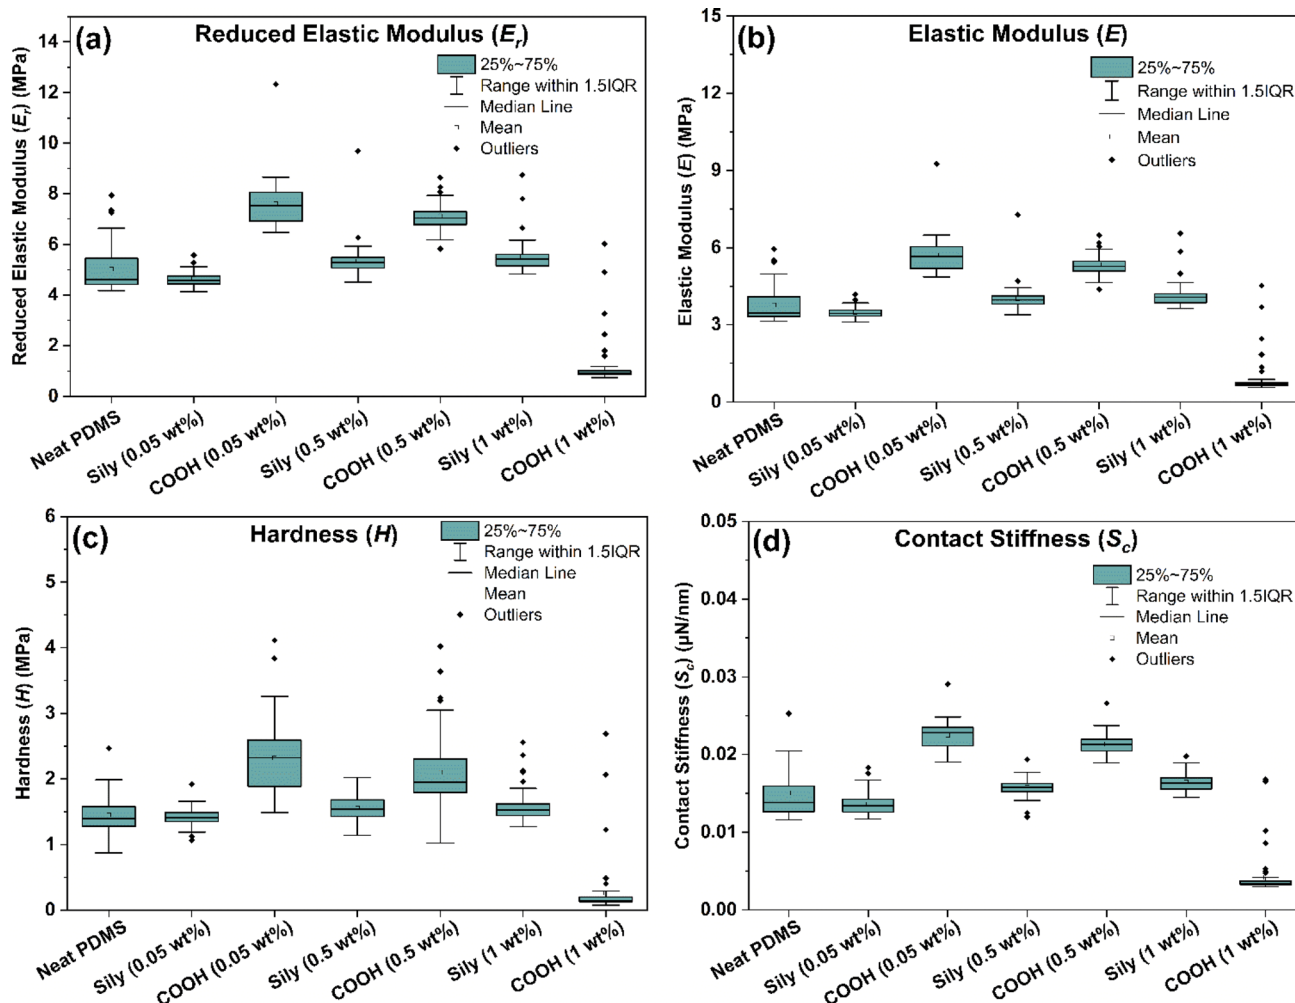 (a)
Reduced Elastic Modulus (Er)
25%~75%
Range within 1.5IQR
Median Line
Mean
Outliers
Reduced Elastic Modulus (Er) (MPa)
14
12
10
8
6
4
2
0
Neat PDMS
Sily (0.05 wt%)
COOH (0.05 wt%)
Sily (0.5 wt%)
COOH (0.5 wt%)
Sily (1 wt%)
COOH (1 wt%)
(b)
Elastic Modulus (E)
25%~75%
Range within 1.5IQR
Median Line
Mean
Outliers
Elastic Modulus (E) (MPa)
15
12
9
6
3
0
Neat PDMS
Sily (0.05 wt%)
COOH (0.05 wt%)
Sily (0.5 wt%)
COOH (0.5 wt%)
Sily (1 wt%)
COOH (1 wt%)
(c)
Hardness (H)
25%~75%
Range within 1.5IQR
Median Line
Mean
Outliers
Hardness (H) (MPa)
6
5
4
3
2
1
0
Neat PDMS
Sily (0.05 wt%)
COOH (0.05 wt%)
Sily (0.5 wt%)
COOH (0.5 wt%)
Sily (1 wt%)
COOH (1 wt%)
(d)
Contact Stiffness (Sc)
25%~75%
Range within 1.5IQR
Median Line
Mean
Outliers
Contact Stiffness (Sc) (µN/nm)
0.05
0.04
0.03
0.02
0.01
0.00
Neat PDMS
Sily (0.05 wt%)
COOH (0.05 wt%)
Sily (0.5 wt%)
COOH (0.5 wt%)
Sily (1 wt%)
COOH (1 wt%)